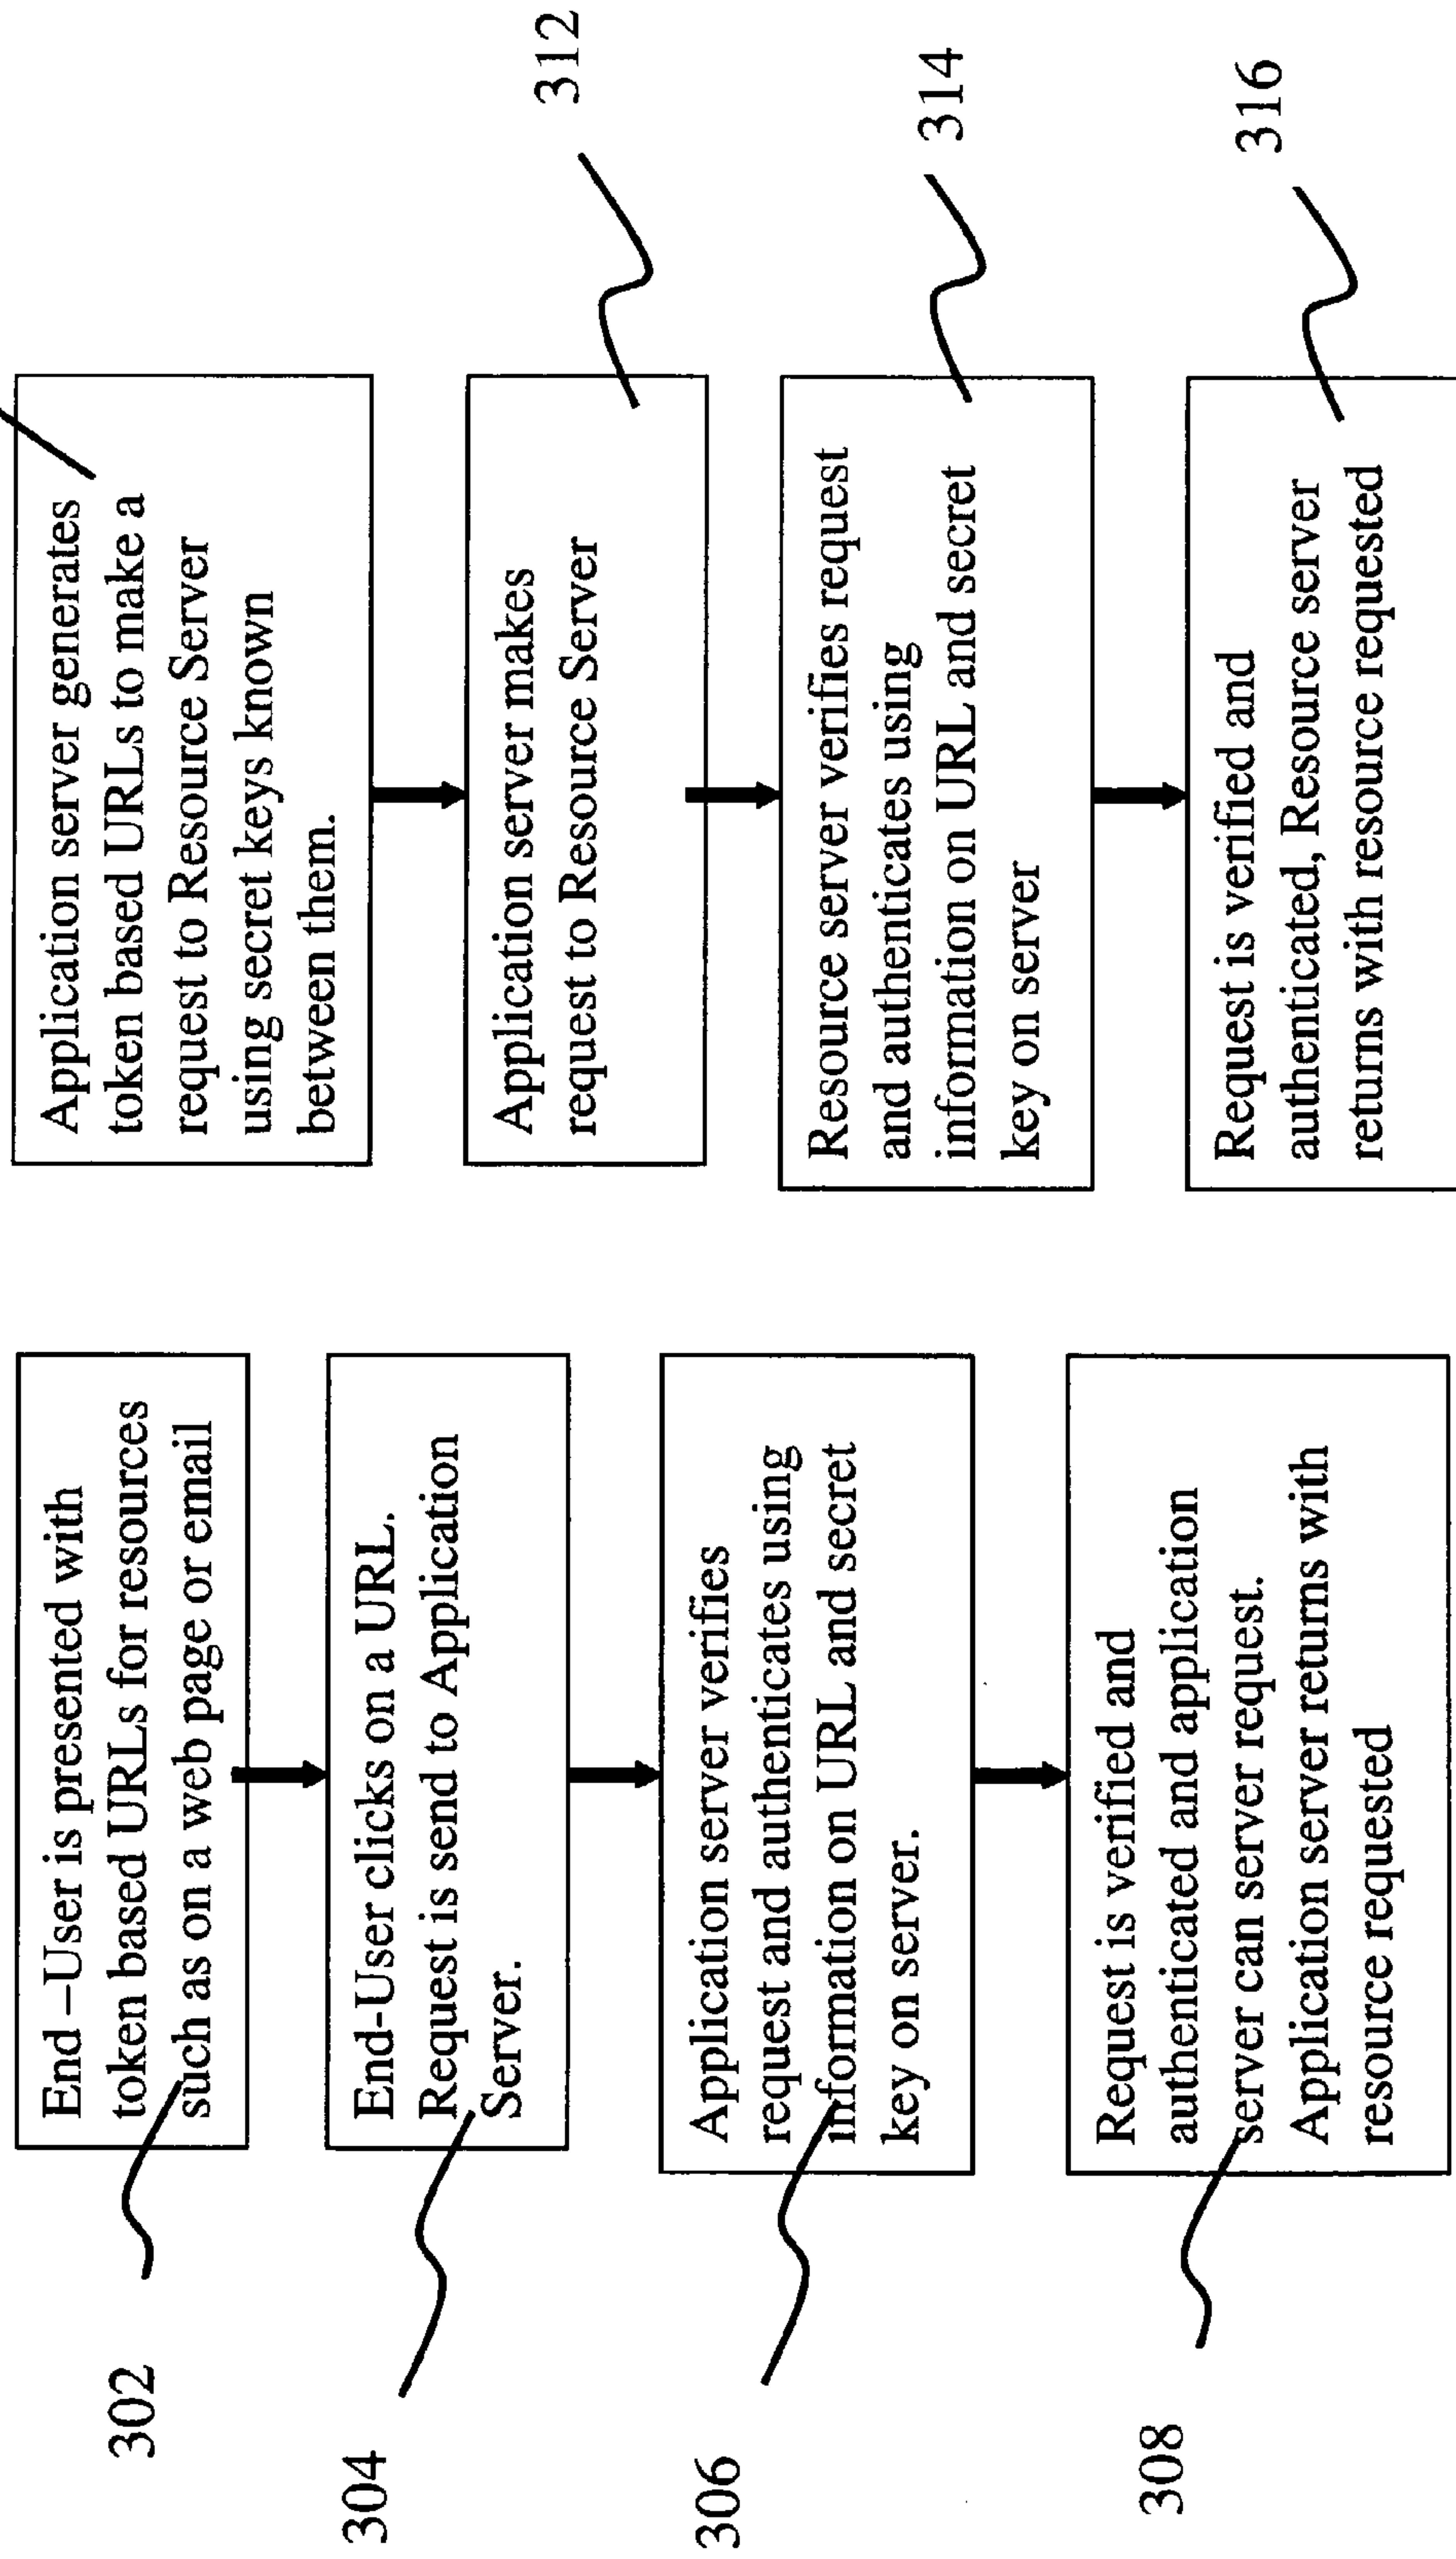 302
End –User is presented with
token based URLs for resources
such as on a web page or email
304
End-User clicks on a URL.
Request is send to Application
Server.
306
Application server verifies
request and authenticates using
information on URL and secret
key on server.
308
Request is verified and
authenticated and application
server can server request.
Application server returns with
resource requested
Application server generates
token based URLs to make a
request to Resource Server
using secret keys known
between them.
312
Application server makes
request to Resource Server
314
Resource server verifies request
and authenticates using
information on URL and secret
key on server
316
Request is verified and
authenticated, Resource server
returns with resource requested